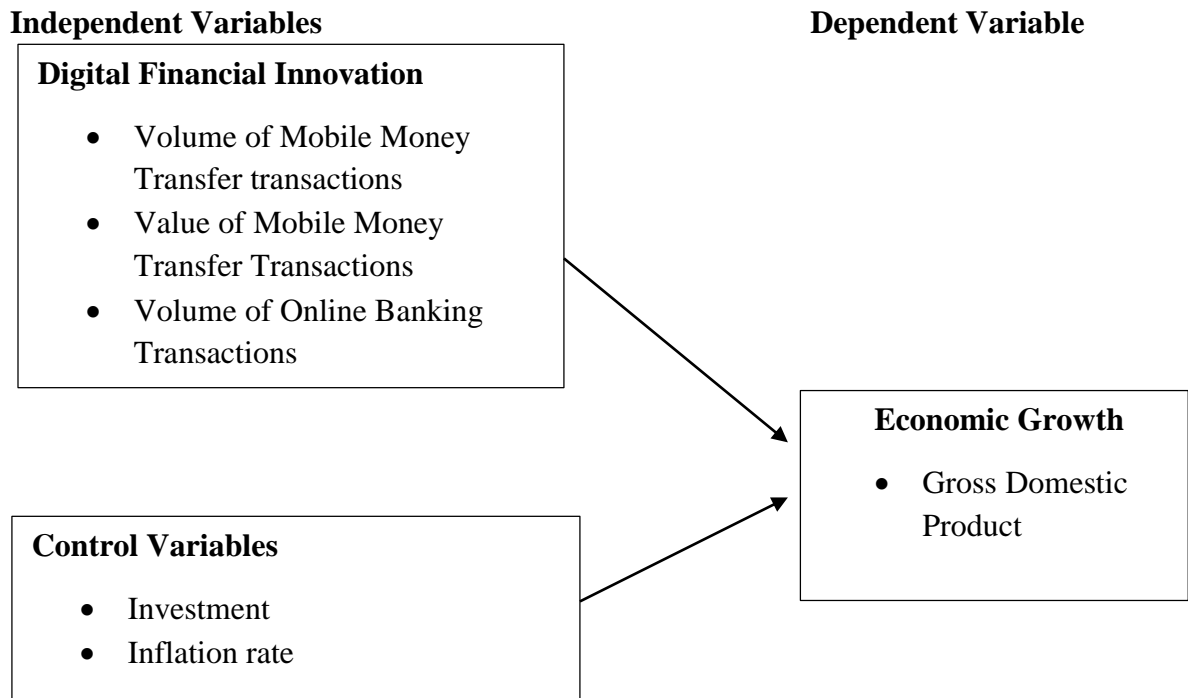 Independent Variables
Dependent Variable
Digital Financial Innovation
• Volume of Mobile Money
Transfer transactions
• Value of Mobile Money
Transfer Transactions
• Volume of Online Banking
Transactions
Economic Growth
• Gross Domestic
Product
Control Variables
• Investment
• Inflation rate